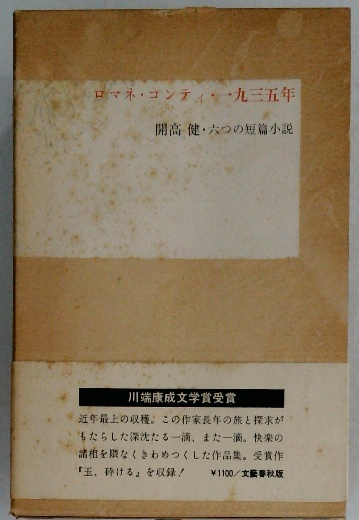 ロマネ・コンティ・一九三五年
開高 健・六つの短篇小説
川端康成文学賞受賞
近年最上の収穫。この作家長年の旅と探求が
もたらした深沈たる一滴、また一滴。快楽の
諸相を隈なくきわめつくした作品集。受賞作
『玉、砕ける』を収録！
¥1100/文藝春秋版